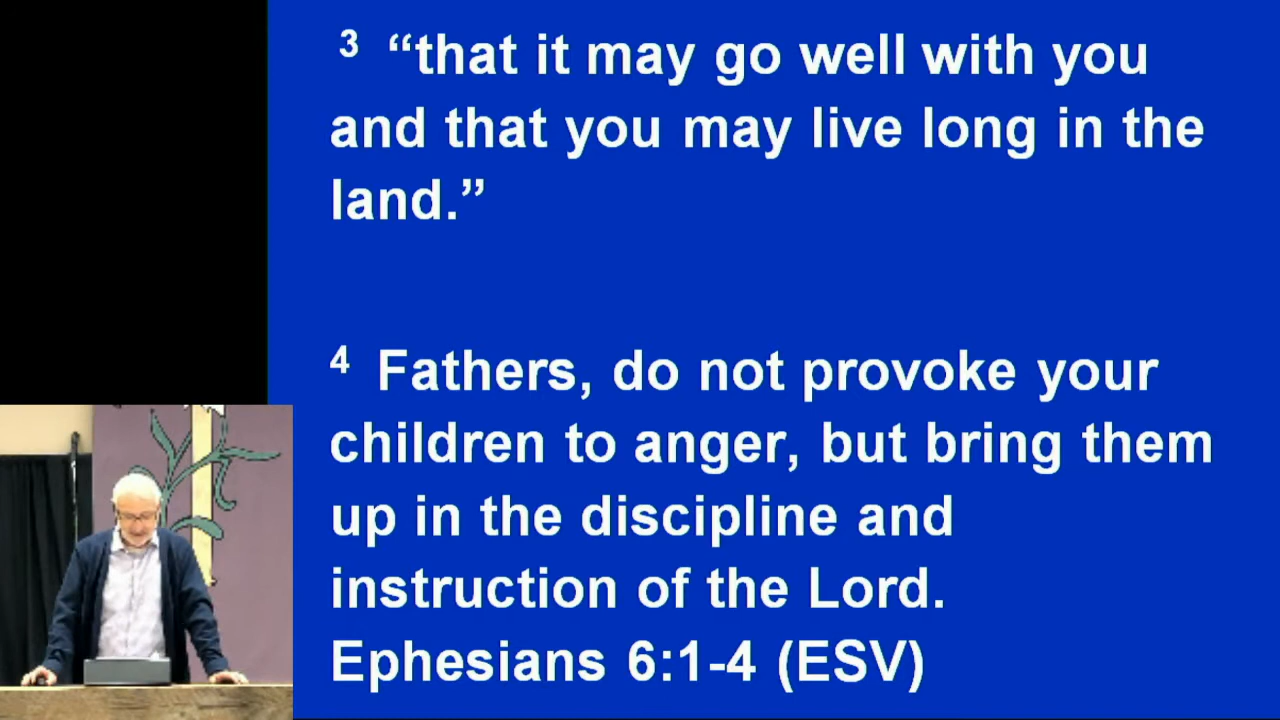 3 “that it may go well with you
and that you may live long in the
land.”
4 Fathers, do not provoke your
children to anger, but bring them
up in the discipline and
instruction of the Lord.
Ephesians 6:1-4 (ESV)